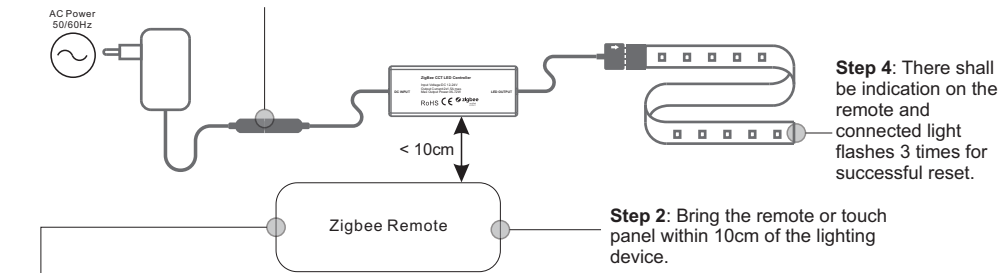 AC Power
50/60Hz
ZigBee CCT LED Controller
DC INPUT
LED OUTPUT
RoHS CE zigbee
< 10cm
Zigbee Remote
Step 4: There shall
be indication on the
remote and
connected light
flashes 3 times for
successful reset.
Step 2: Bring the remote or touch
panel within 10cm of the lighting
device.